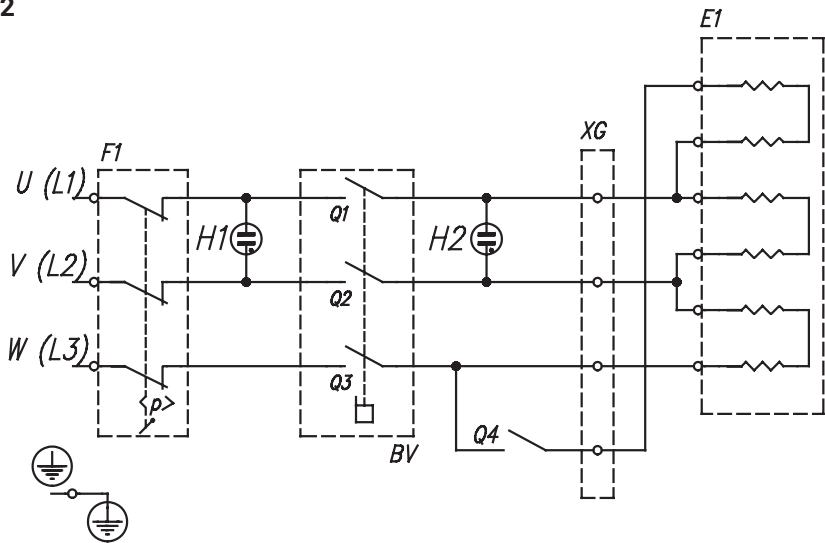 2
E1
F1
XG
U (L1)
Q1
H1
H2
V (L2)
Q2
W (L3)
Q3
<p>
Q4
BV